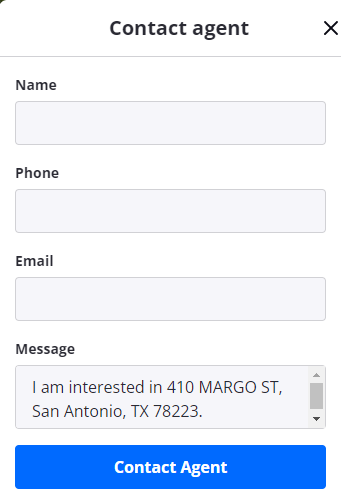 Contact agent
Name
Phone
Email
Message
I am interested in 410 MARGO ST,
San Antonio, TX 78223.
Contact Agent